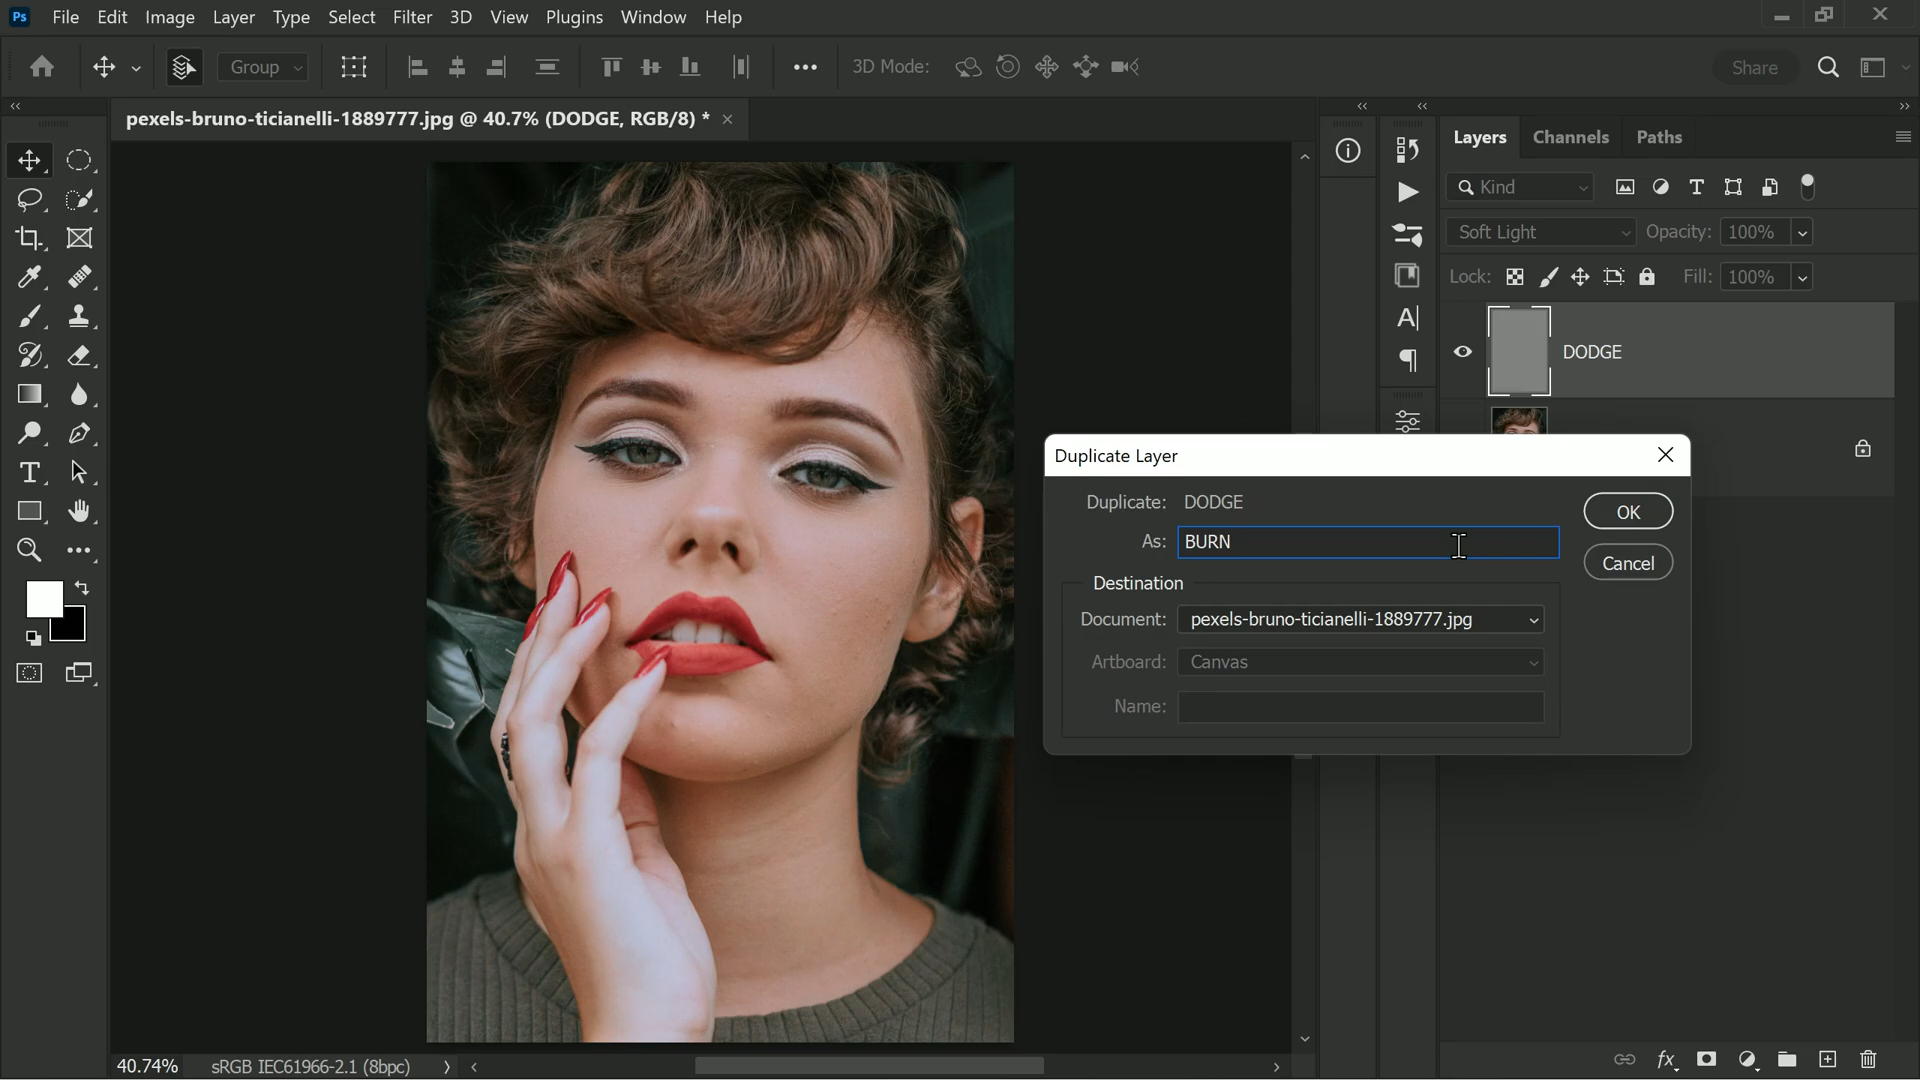 Ps File Edit Image Layer Type Select Filter 3D View Plugins Window Help
Group 3D Mode: Share
pexels-bruno-ticianelli-1889777.jpg @ 40.7% (DODGE, RGB/8) *
Layers Channels Paths
Kind
Soft Light Opacity: 100%
Lock: Fill: 100%
DODGE
Duplicate Layer
Duplicate: DODGE
OK
As: BURN
Cancel
Destination
Document: pexels-bruno-ticianelli-1889777.jpg
Artboard: Canvas
Name:
40.74% sRGB IEC61966-2.1 (8bpc)
fx